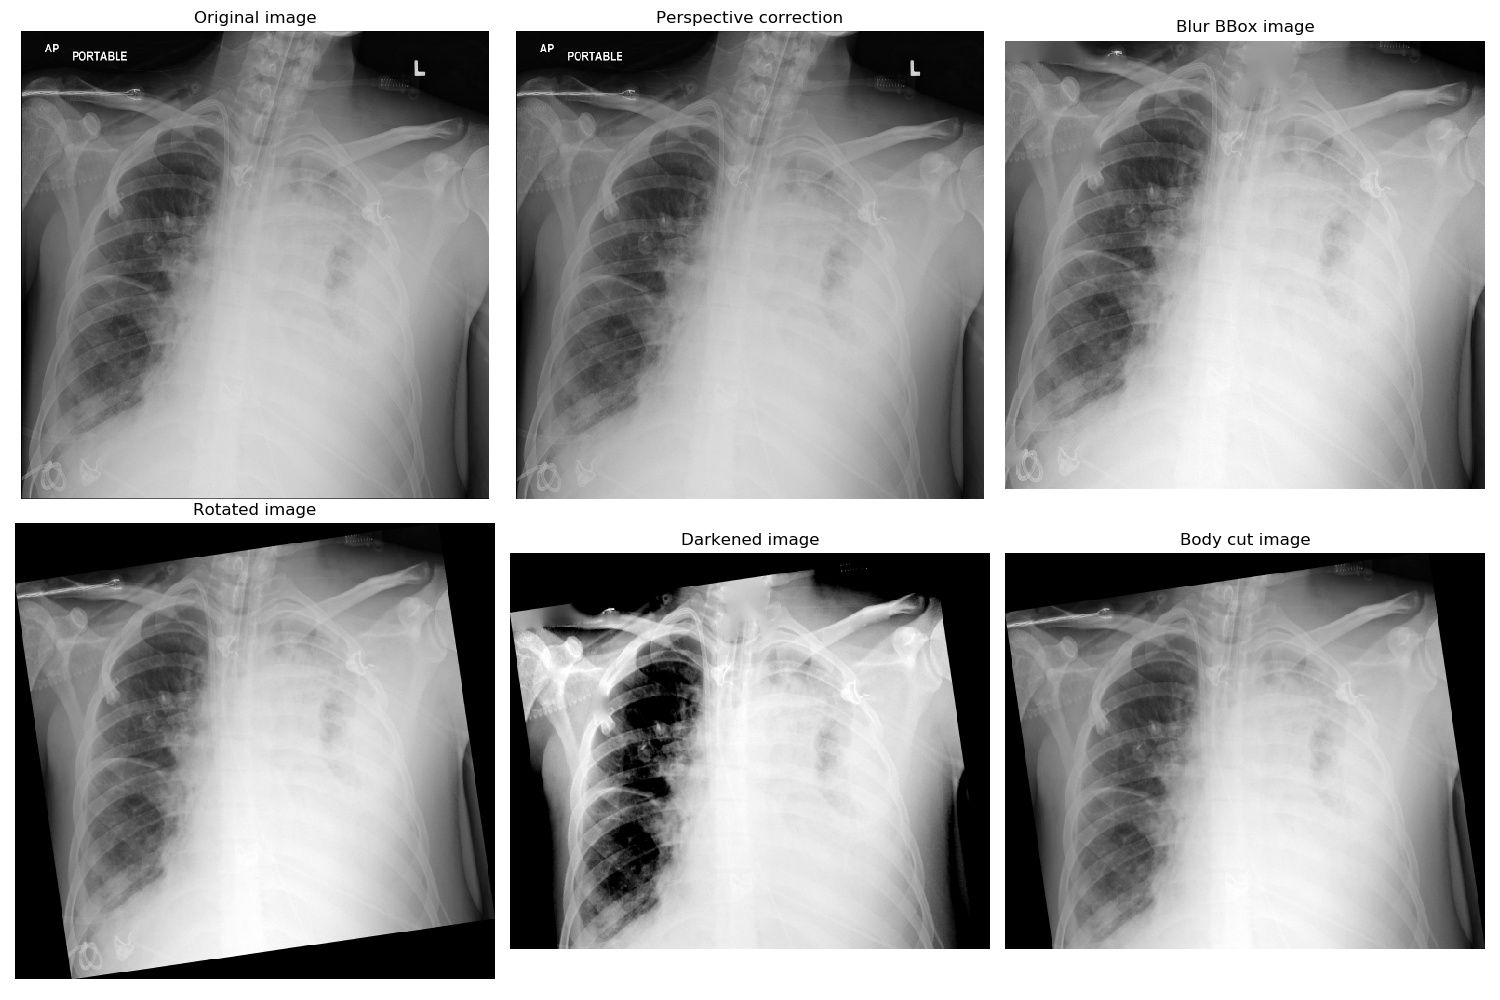 Original image
Perspective correction
Blur BBox image
AP
PORTABLE
L
AP
PORTABLE
L
Rotated image
Darkened image
Body cut image